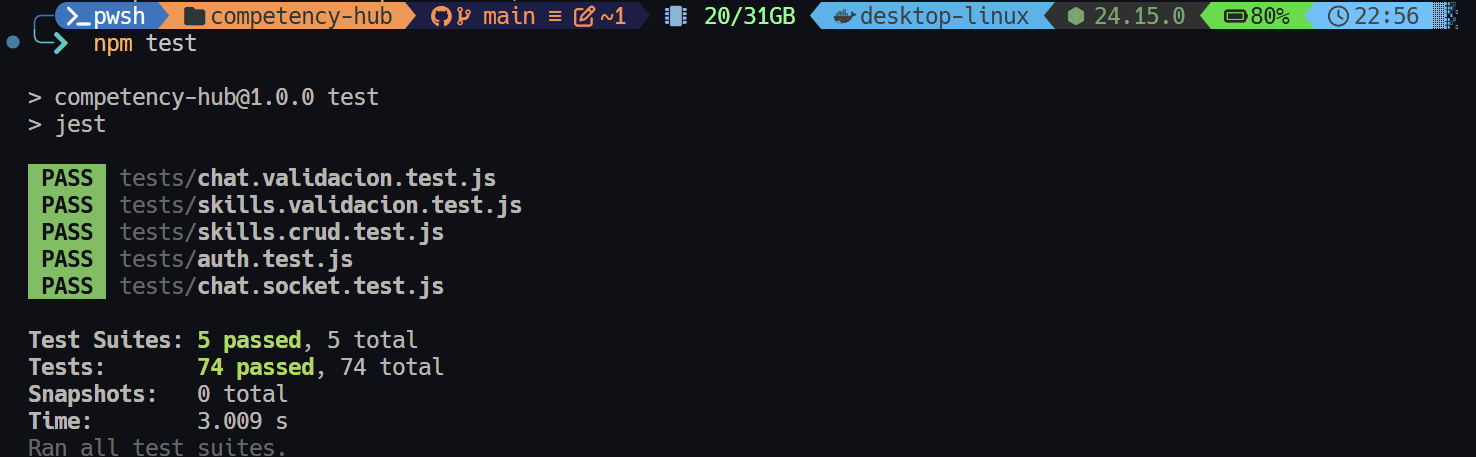 pwsh competency-hub main ≡ ~1 20/31GB desktop-linux 24.15.0 80% 22:56
npm test
> competency-hub@1.0.0 test
> jest
PASS tests/chat.validacion.test.js
PASS tests/skills.validacion.test.js
PASS tests/skills.crud.test.js
PASS tests/auth.test.js
PASS tests/chat.socket.test.js
Test Suites: 5 passed, 5 total
Tests: 74 passed, 74 total
Snapshots: 0 total
Time: 3.009 s
Ran all test suites.